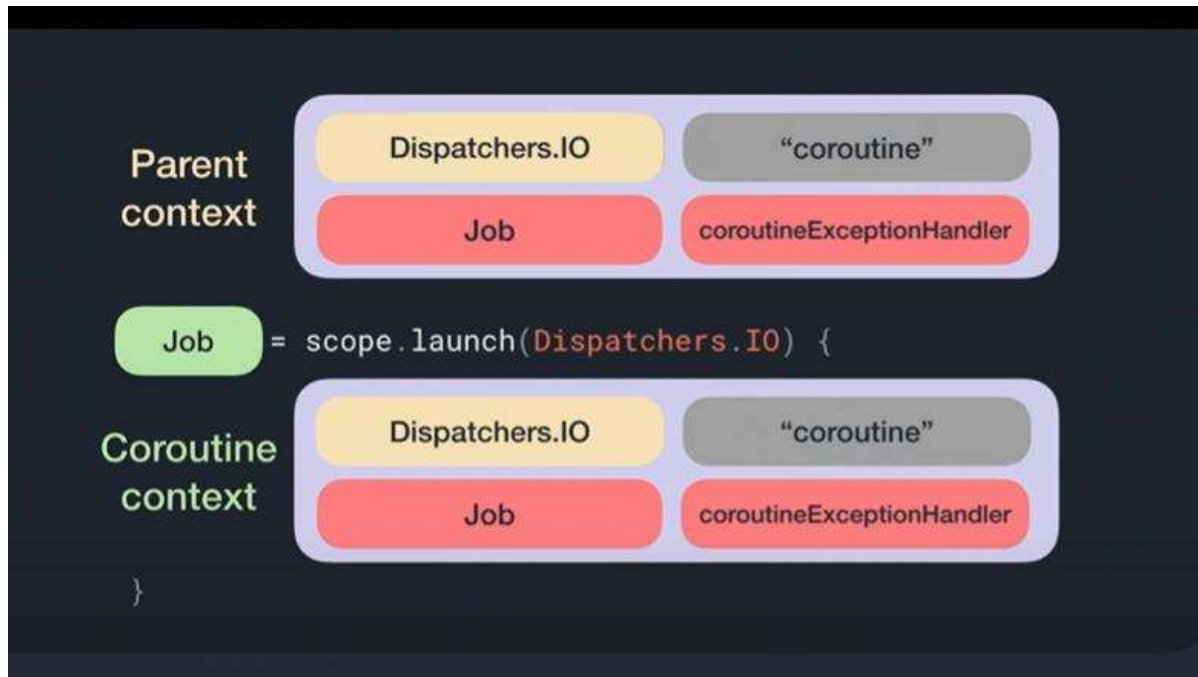 Parent
context
Dispatchers.IO
“coroutine”
Job
coroutineExceptionHandler
Job = scope.launch(Dispatchers.IO) {
Coroutine
context
Dispatchers.IO
“coroutine”
Job
coroutineExceptionHandler
}